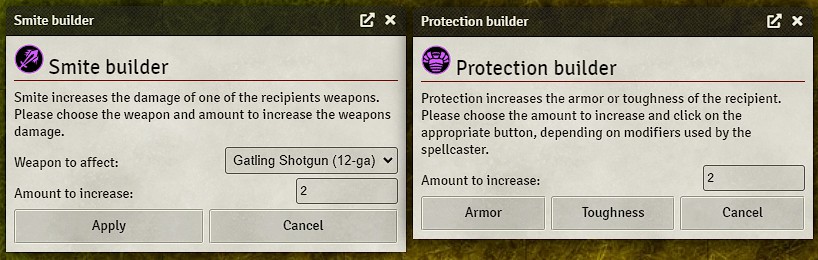 Smite builder
Smite builder
Smite increases the damage of one of the recipients weapons.
Please choose the weapon and amount to increase the weapons
damage.
Weapon to affect:
Gatling Shotgun (12-ga)
Amount to increase:
2
Apply
Cancel
Protection builder
Protection builder
Protection increases the armor or toughness of the recipient.
Please choose the amount to increase and click on the
appropriate button, depending on modifiers used by the
spellcaster.
Amount to increase:
2
Armor
Toughness
Cancel